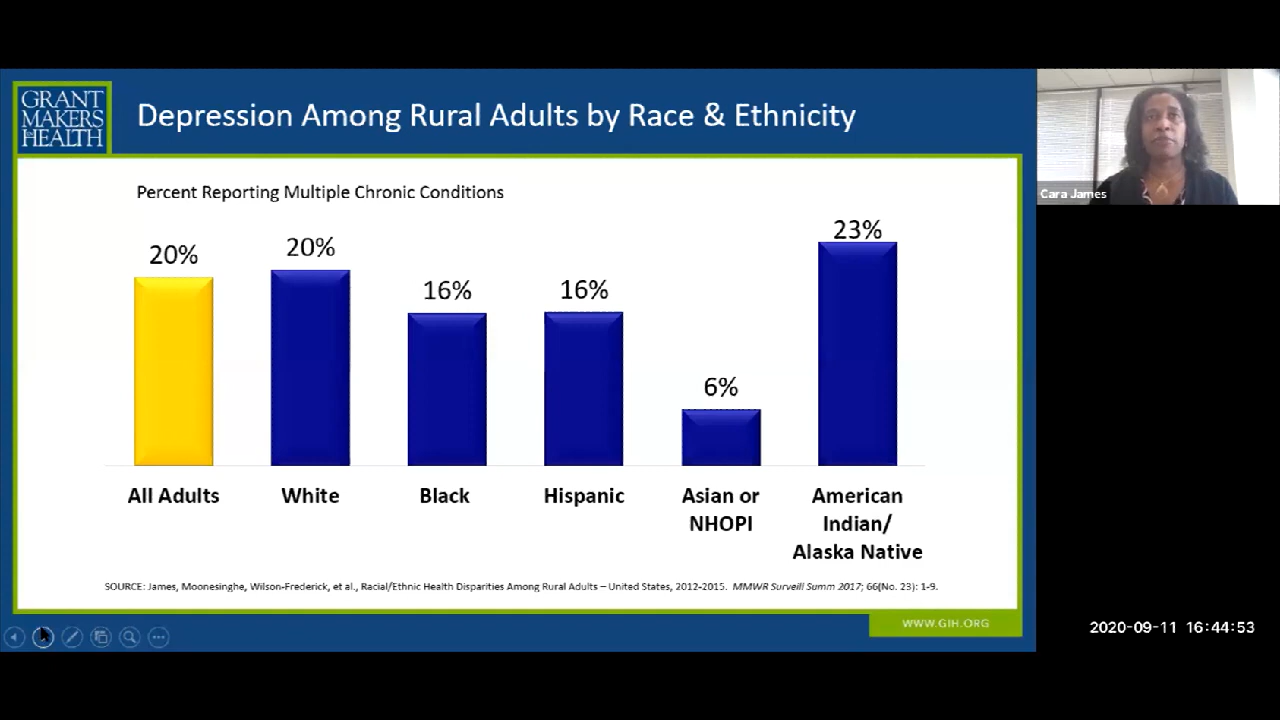 GRANT
MAKERS
IN
HEALTH
Depression Among Rural Adults by Race & Ethnicity
Percent Reporting Multiple Chronic Conditions
20%
20%
16%
16%
6%
23%
All Adults
White
Black
Hispanic
Asian or
NHOPI
American
Indian/
Alaska Native
SOURCE: James, Moonesinghe, Wilson-Frederick, et al., Racial/Ethnic Health Disparities Among Rural Adults – United States, 2012-2015. MMWR Surveill Summ 2017; 66(No. 23): 1-9.
WWW.GIH.ORG
Cara James
2020-09-11 16:44:53